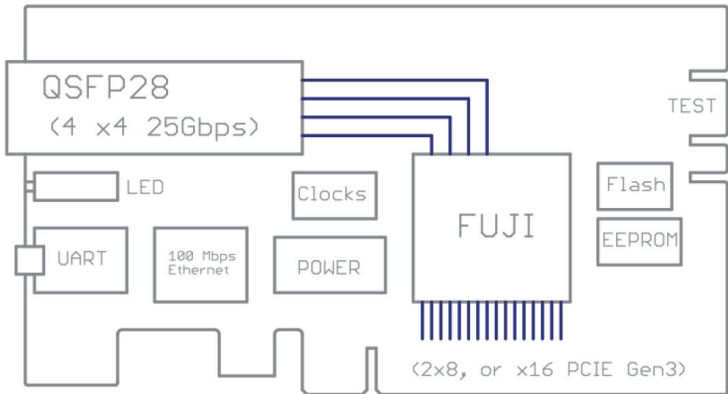 QSFP28
(4 x4 25Gbps)
TEST
LED
Clocks
Flash
FUJI
EEPROM
UART
100 Mbps
Ethernet
POWER
(2x8, or x16 PCIE Gen3)